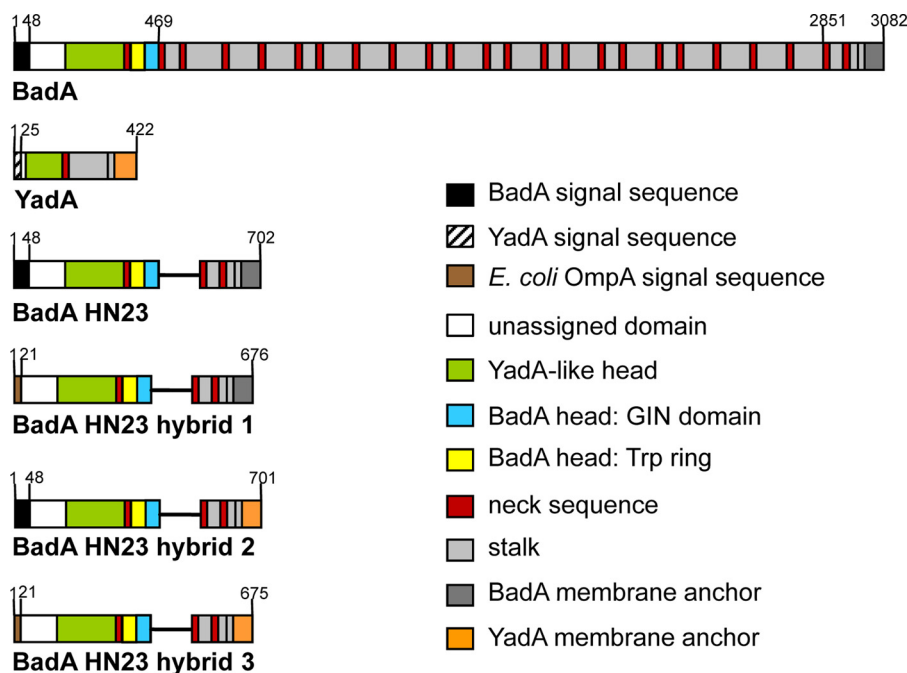 1 48 469 2851 3082
BadA
1 25 422
YadA
1 48 702
BadA HN23
1 21 676
BadA HN23 hybrid 1
1 48 701
BadA HN23 hybrid 2
1 21 675
BadA HN23 hybrid 3
BadA signal sequence
YadA signal sequence
E. coli OmpA signal sequence
unassigned domain
YadA-like head
BadA head: GIN domain
BadA head: Trp ring
neck sequence
stalk
BadA membrane anchor
YadA membrane anchor